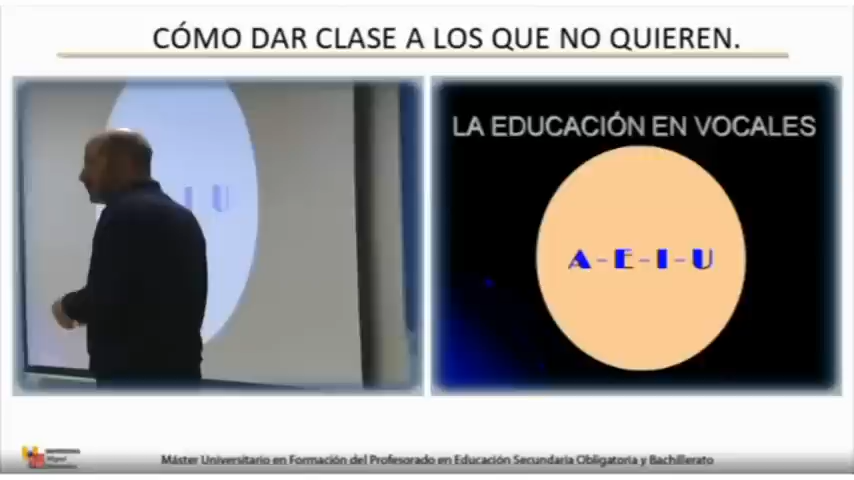 CÓMO DAR CLASE A LOS QUE NO QUIEREN.
I U
LA EDUCACIÓN EN VOCALES
A-E-I-U
Máster Universitario en Formación del Profesorado en Educación Secundaria Obligatoria y Bachillerato